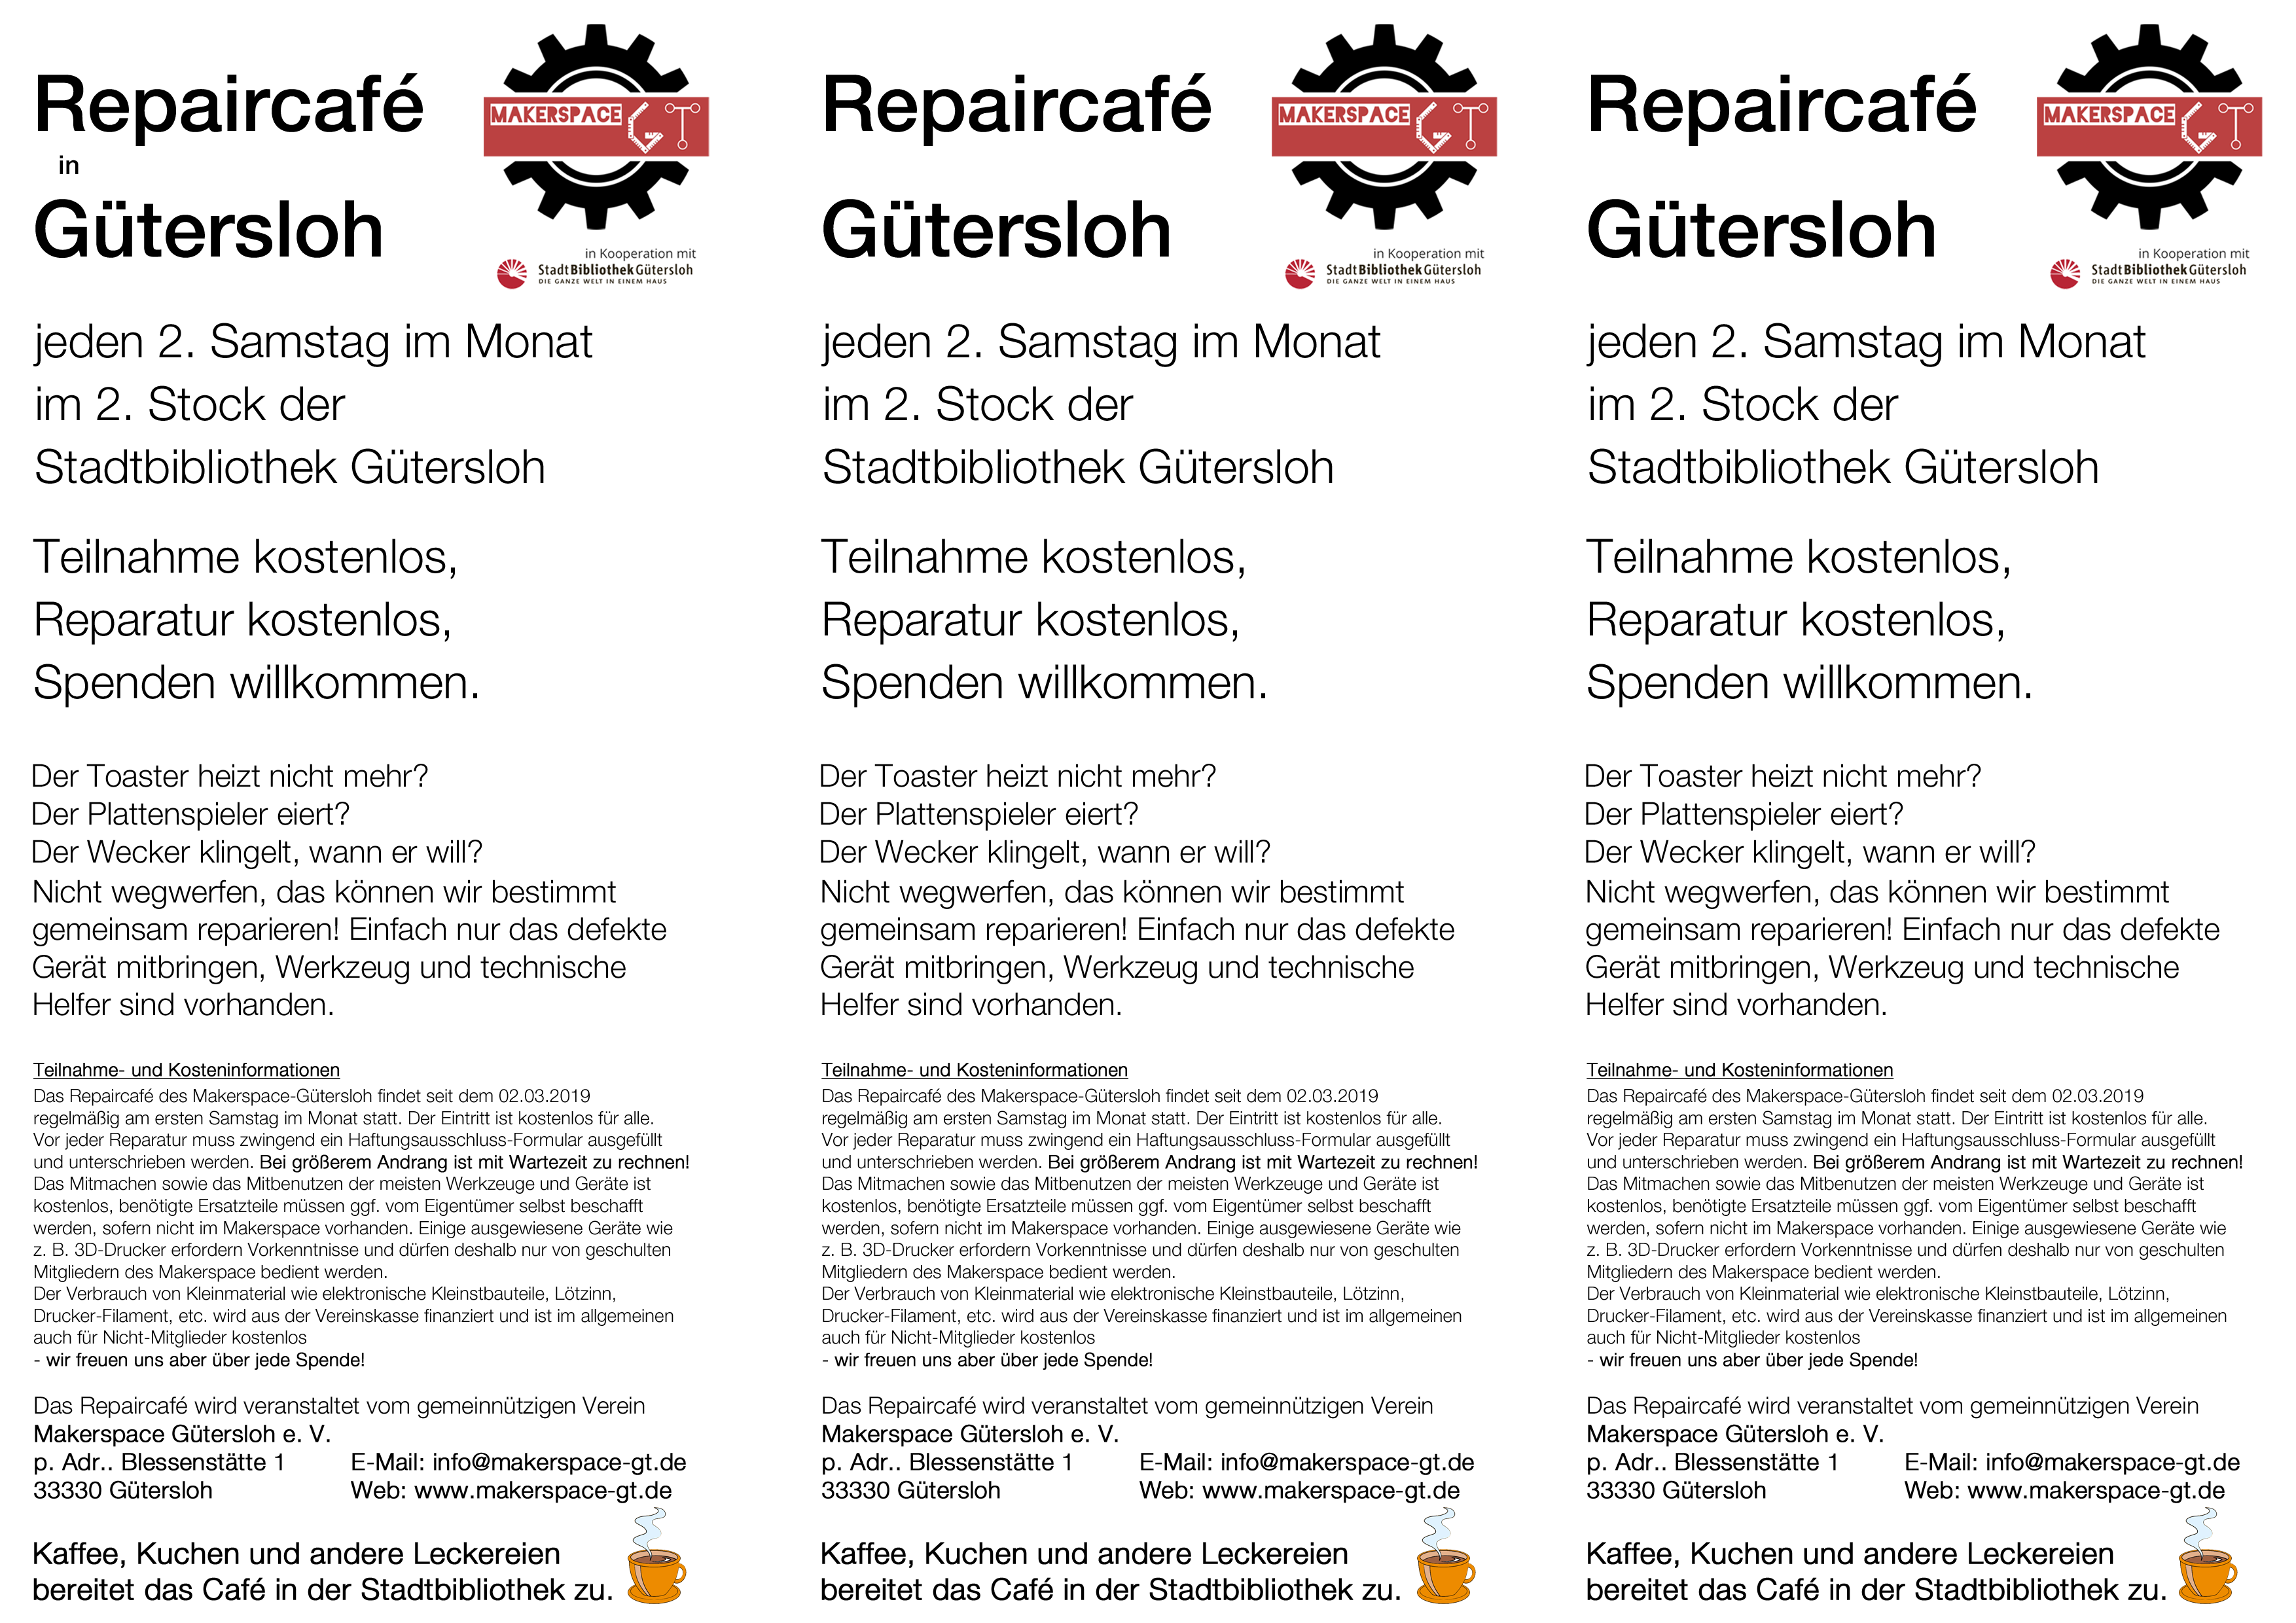 Repaircafé
in
Gütersloh
MAKERSPACE GT
in Kooperation mit
StadtBibliothek Gütersloh
DIE GANZE WELT IN EINEM HAUS
jeden 2. Samstag im Monat
im 2. Stock der
Stadtbibliothek Gütersloh
Teilnahme kostenlos,
Reparatur kostenlos,
Spenden willkommen.
Der Toaster heizt nicht mehr?
Der Plattenspieler eiert?
Der Wecker klingelt, wann er will?
Nicht wegwerfen, das können wir bestimmt
gemeinsam reparieren! Einfach nur das defekte
Gerät mitbringen, Werkzeug und technische
Helfer sind vorhanden.
Teilnahme- und Kosteninformationen
Das Repaircafé des Makerspace-Gütersloh findet seit dem 02.03.2019
regelmäßig am ersten Samstag im Monat statt. Der Eintritt ist kostenlos für alle.
Vor jeder Reparatur muss zwingend ein Haftungsausschluss-Formular ausgefüllt
und unterschrieben werden. Bei größerem Andrang ist mit Wartezeit zu rechnen!
Das Mitmachen sowie das Mitbenutzen der meisten Werkzeuge und Geräte ist
kostenlos, benötigte Ersatzteile müssen ggf. vom Eigentümer selbst beschafft
werden, sofern nicht im Makerspace vorhanden. Einige ausgewiesene Geräte wie
z. B. 3D-Drucker erfordern Vorkenntnisse und dürfen deshalb nur von geschulten
Mitgliedern des Makerspace bedient werden.
Der Verbrauch von Kleinmaterial wie elektronische Kleinstbauteile, Lötzinn,
Drucker-Filament, etc. wird aus der Vereinskasse finanziert und ist im allgemeinen
auch für Nicht-Mitglieder kostenlos
- wir freuen uns aber über jede Spende!
Das Repaircafé wird veranstaltet vom gemeinnützigen Verein
Makerspace Gütersloh e. V.
p. Adr.. Blessenstätte 1 E-Mail: info@makerspace-gt.de
33330 Gütersloh Web: www.makerspace-gt.de
Kaffee, Kuchen und andere Leckereien
bereitet das Café in der Stadtbibliothek zu.
Repaircafé
Gütersloh
MAKERSPACE GT
in Kooperation mit
StadtBibliothek Gütersloh
DIE GANZE WELT IN EINEM HAUS
jeden 2. Samstag im Monat
im 2. Stock der
Stadtbibliothek Gütersloh
Teilnahme kostenlos,
Reparatur kostenlos,
Spenden willkommen.
Der Toaster heizt nicht mehr?
Der Plattenspieler eiert?
Der Wecker klingelt, wann er will?
Nicht wegwerfen, das können wir bestimmt
gemeinsam reparieren! Einfach nur das defekte
Gerät mitbringen, Werkzeug und technische
Helfer sind vorhanden.
Teilnahme- und Kosteninformationen
Das Repaircafé des Makerspace-Gütersloh findet seit dem 02.03.2019
regelmäßig am ersten Samstag im Monat statt. Der Eintritt ist kostenlos für alle.
Vor jeder Reparatur muss zwingend ein Haftungsausschluss-Formular ausgefüllt
und unterschrieben werden. Bei größerem Andrang ist mit Wartezeit zu rechnen!
Das Mitmachen sowie das Mitbenutzen der meisten Werkzeuge und Geräte ist
kostenlos, benötigte Ersatzteile müssen ggf. vom Eigentümer selbst beschafft
werden, sofern nicht im Makerspace vorhanden. Einige ausgewiesene Geräte wie
z. B. 3D-Drucker erfordern Vorkenntnisse und dürfen deshalb nur von geschulten
Mitgliedern des Makerspace bedient werden.
Der Verbrauch von Kleinmaterial wie elektronische Kleinstbauteile, Lötzinn,
Drucker-Filament, etc. wird aus der Vereinskasse finanziert und ist im allgemeinen
auch für Nicht-Mitglieder kostenlos
- wir freuen uns aber über jede Spende!
Das Repaircafé wird veranstaltet vom gemeinnützigen Verein
Makerspace Gütersloh e. V.
p. Adr.. Blessenstätte 1 E-Mail: info@makerspace-gt.de
33330 Gütersloh Web: www.makerspace-gt.de
Kaffee, Kuchen und andere Leckereien
bereitet das Café in der Stadtbibliothek zu.
Repaircafé
Gütersloh
MAKERSPACE GT
in Kooperation mit
StadtBibliothek Gütersloh
DIE GANZE WELT IN EINEM HAUS
jeden 2. Samstag im Monat
im 2. Stock der
Stadtbibliothek Gütersloh
Teilnahme kostenlos,
Reparatur kostenlos,
Spenden willkommen.
Der Toaster heizt nicht mehr?
Der Plattenspieler eiert?
Der Wecker klingelt, wann er will?
Nicht wegwerfen, das können wir bestimmt
gemeinsam reparieren! Einfach nur das defekte
Gerät mitbringen, Werkzeug und technische
Helfer sind vorhanden.
Teilnahme- und Kosteninformationen
Das Repaircafé des Makerspace-Gütersloh findet seit dem 02.03.2019
regelmäßig am ersten Samstag im Monat statt. Der Eintritt ist kostenlos für alle.
Vor jeder Reparatur muss zwingend ein Haftungsausschluss-Formular ausgefüllt
und unterschrieben werden. Bei größerem Andrang ist mit Wartezeit zu rechnen!
Das Mitmachen sowie das Mitbenutzen der meisten Werkzeuge und Geräte ist
kostenlos, benötigte Ersatzteile müssen ggf. vom Eigentümer selbst beschafft
werden, sofern nicht im Makerspace vorhanden. Einige ausgewiesene Geräte wie
z. B. 3D-Drucker erfordern Vorkenntnisse und dürfen deshalb nur von geschulten
Mitgliedern des Makerspace bedient werden.
Der Verbrauch von Kleinmaterial wie elektronische Kleinstbauteile, Lötzinn,
Drucker-Filament, etc. wird aus der Vereinskasse finanziert und ist im allgemeinen
auch für Nicht-Mitglieder kostenlos
- wir freuen uns aber über jede Spende!
Das Repaircafé wird veranstaltet vom gemeinnützigen Verein
Makerspace Gütersloh e. V.
p. Adr.. Blessenstätte 1 E-Mail: info@makerspace-gt.de
33330 Gütersloh Web: www.makerspace-gt.de
Kaffee, Kuchen und andere Leckereien
bereitet das Café in der Stadtbibliothek zu.